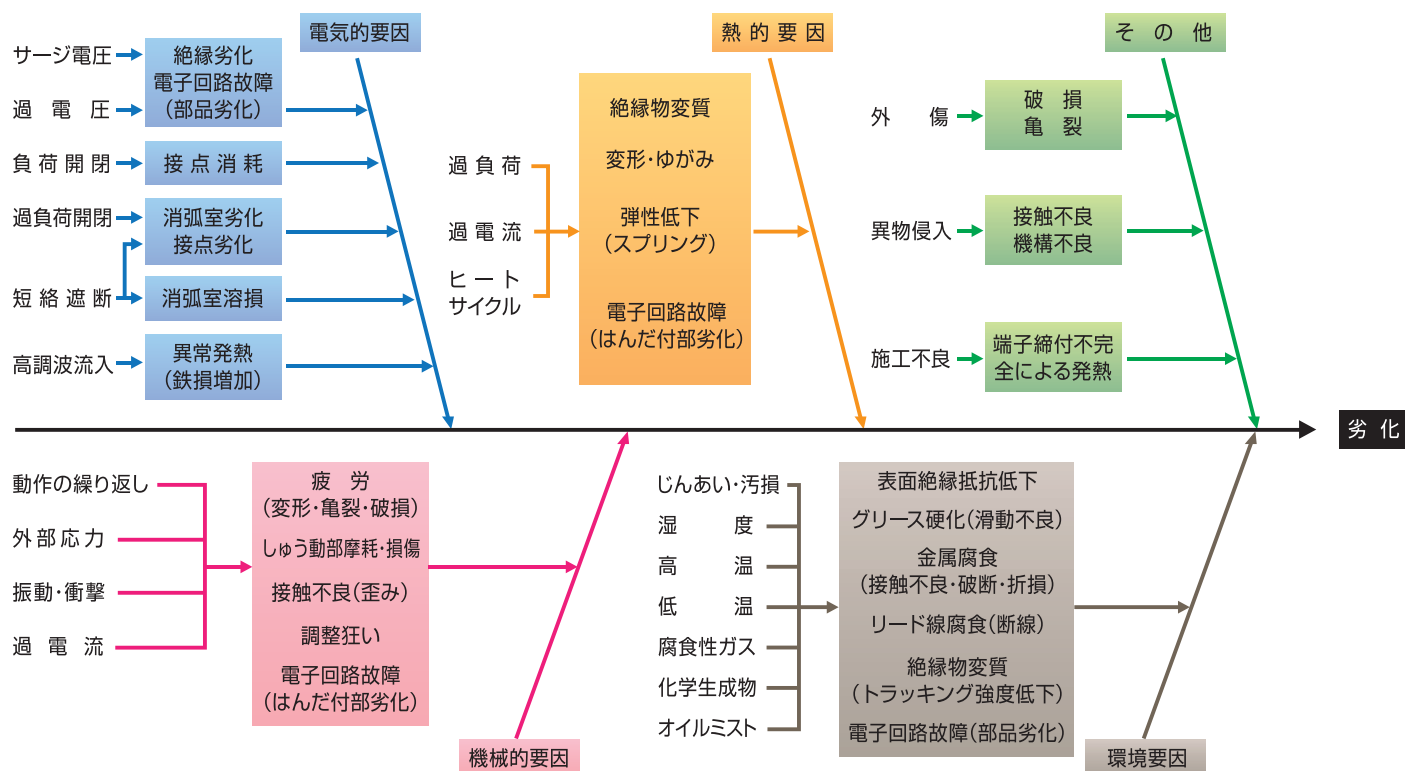 電気的要因
サージ電圧
過電圧
絶縁劣化
電子回路故障
（部品劣化）
負荷開閉
接点消耗
過負荷開閉
消弧室劣化
接点劣化
短絡遮断
消弧室溶損
高調波流入
異常発熱
（鉄損増加）
熱的要因
過負荷
過電流
ヒート
サイクル
絶縁物変質
変形・ゆがみ
弾性低下
（スプリング）
電子回路故障
（はんだ付部劣化）
その他
外傷
破損
亀裂
異物侵入
接触不良
機構不良
施工不良
端子締付不完
全による発熱
劣化
動作の繰り返し
外部応力
振動・衝撃
過電流
疲労
（変形・亀裂・破損）
しゅう動部摩耗・損傷
接触不良（歪み）
調整狂い
電子回路故障
（はんだ付部劣化）
機械的要因
じんあい・汚損
湿度
高温
低温
腐食性ガス
化学生成物
オイルミスト
表面絶縁抵抗低下
グリース硬化（滑動不良）
金属腐食
（接触不良・破断・折損）
リード線腐食（断線）
絶縁物変質
（トラッキング強度低下）
電子回路故障（部品劣化）
環境要因